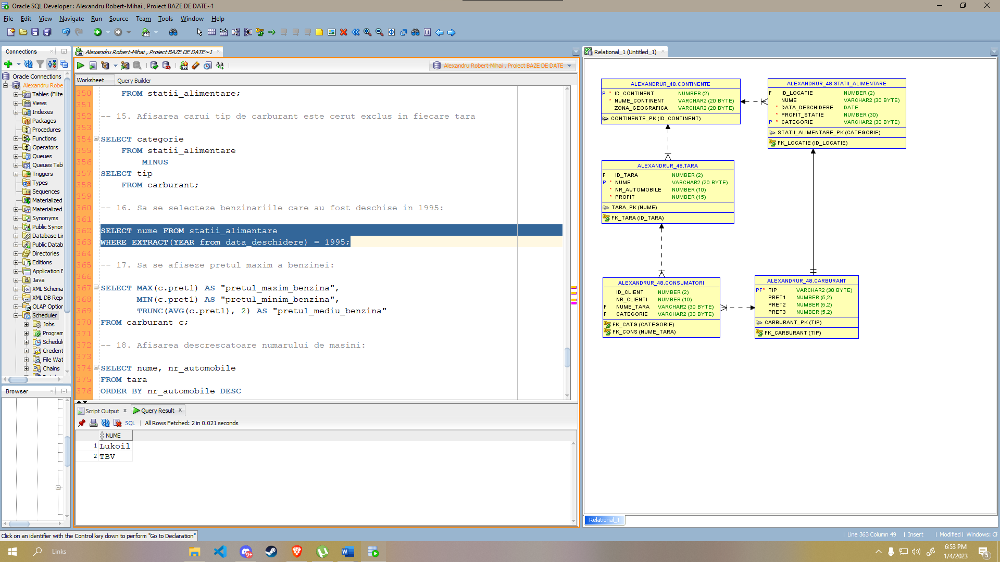 Oracle SQL Developer : Alexandru Robert-Mihai , Proiect BAZE DE DATE~1
File Edit View Navigate Run Source Team Tools Window Help
Connections
Oracle Connections
Alexandru Robe
Tables (Filte
Views
Indexes
Packages
Procedures
Functions
Operators
Queues
Queues Tab
Triggers
Types
Sequences
Materialized
Materialized
Synonyms
Public Synon
Database Lin
Public Datab
Directories
Editions
Application E
Java
XML Schema
XML DB Repo
OLAP Option
Scheduler
Jobs
Program
Schedul
Credent
File Wat
Chains
Browser
Alexandru Robert-Mihai , Proiect BAZE DE DATE~1
Alexandru Robert-Mihai , Proiect BAZE DE DATE
Worksheet Query Builder
350 FROM statii_alimentare;
351
352 -- 15. Afisarea carui tip de carburant este cerut exclus in fiecare tara
353
354 SELECT categorie
355 FROM statii_alimentare
356 MINUS
357 SELECT tip
358 FROM carburant;
359
360 -- 16. Sa se selecteze benzinariile care au fost deschise in 1995:
361
362 SELECT nume FROM statii_alimentare
363 WHERE EXTRACT(YEAR from data_deschidere) = 1995;
364
365 -- 17. Sa se afiseze pretul maxim a benzinei:
366
367 SELECT MAX(c.pret1) AS "pretul_maxim_benzina",
368 MIN(c.pret1) AS "pretul_minim_benzina",
369 TRUNC(AVG(c.pret1), 2) AS "pretul_mediu_benzina"
370 FROM carburant c;
371
372 -- 18. Afisarea descrescatoare numarului de masini:
373
374 SELECT nume, nr_automobile
375 FROM tara
376 ORDER BY nr_automobile DESC
Script Output x Query Result x
SQL All Rows Fetched: 2 in 0.021 seconds
NUME
1 Lukoil
2 TBV
Relational_1 (Untitled_1)
ALEXANDRUR_48.CONTINENTE
P * ID_CONTINENT NUMBER (2)
* NUME_CONTINENT VARCHAR2 (20 BYTE)
ZONA_GEOGRAFICA VARCHAR2 (20 BYTE)
CONTINENTE_PK (ID_CONTINENT)
ALEXANDRUR_48.STATII_ALIMENTARE
F ID_LOCATIE NUMBER (2)
NUME VARCHAR2 (30 BYTE)
* DATA_DESCHIDERE DATE
* PROFIT_STATIE NUMBER (30)
P * CATEGORIE VARCHAR2 (30 BYTE)
STATII_ALIMENTARE_PK (CATEGORIE)
FK_LOCATIE (ID_LOCATIE)
ALEXANDRUR_48.TARA
F ID_TARA NUMBER (2)
P * NUME VARCHAR2 (20 BYTE)
* NR_AUTOMOBILE NUMBER (10)
* PROFIT NUMBER (15)
TARA_PK (NUME)
FK_TARA (ID_TARA)
ALEXANDRUR_48.CONSUMATORI
ID_CLIENT NUMBER (2)
NR_CLIENTI NUMBER (10)
F NUME_TARA VARCHAR2 (30 BYTE)
F CATEGORIE VARCHAR2 (30 BYTE)
FK_CATG (CATEGORIE)
FK_CONS (NUME_TARA)
ALEXANDRUR_48.CARBURANT
PF* TIP VARCHAR2 (30 BYTE)
PRET1 NUMBER (5,2)
PRET2 NUMBER (5,2)
PRET3 NUMBER (5,2)
CARBURANT_PK (TIP)
FK_CARBURANT (TIP)
Relational_1
Click on an identifier with the Control key down to perform "Go to Declaration"
Line 363 Column 49 Insert Modified Windows: CF
Links
9+
6:53 PM
1/4/2023
5